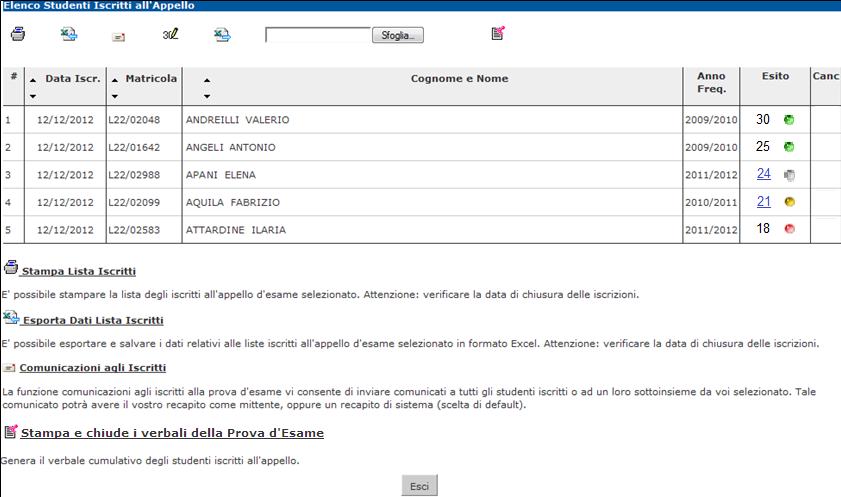 Elenco Studenti Iscritti all'Appello
Sfoglia...
# Data Iscr. Matricola Cognome e Nome Anno Freq. Esito Canc
1 12/12/2012 L22/02048 ANDREILLI VALERIO 2009/2010 30
2 12/12/2012 L22/01642 ANGELI ANTONIO 2009/2010 25
3 12/12/2012 L22/02988 APANI ELENA 2011/2012 24
4 12/12/2012 L22/02099 AQUILA FABRIZIO 2010/2011 21
5 12/12/2012 L22/02583 ATTARDINE ILARIA 2011/2012 18
Stampa Lista Iscritti
E' possibile stampare la lista degli iscritti all'appello d'esame selezionato. Attenzione: verificare la data di chiusura delle iscrizioni.
Esporta Dati Lista Iscritti
E' possibile esportare e salvare i dati relativi alle liste iscritti all'appello d'esame selezionato in formato Excel. Attenzione: verificare la data di chiusura delle iscrizioni.
Comunicazioni agli Iscritti
La funzione comunicazioni agli iscritti alla prova d'esame vi consente di inviare comunicati a tutti gli studenti iscritti o ad un loro sottoinsieme da voi selezionato. Tale
comunicato potrà avere il vostro recapito come mittente, oppure un recapito di sistema (scelta di default).
Stampa e chiude i verbali della Prova d'Esame
Genera il verbale cumulativo degli studenti iscritti all'appello.
Esci